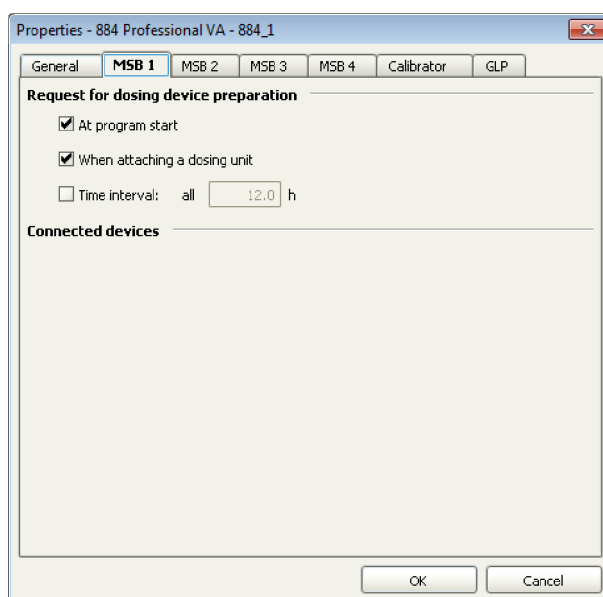 Properties - 884 Professional VA - 884_1
General MSB 1 MSB 2 MSB 3 MSB 4 Calibrator GLP
Request for dosing device preparation
At program start
When attaching a dosing unit
Time interval: all 12.0 h
Connected devices
OK Cancel